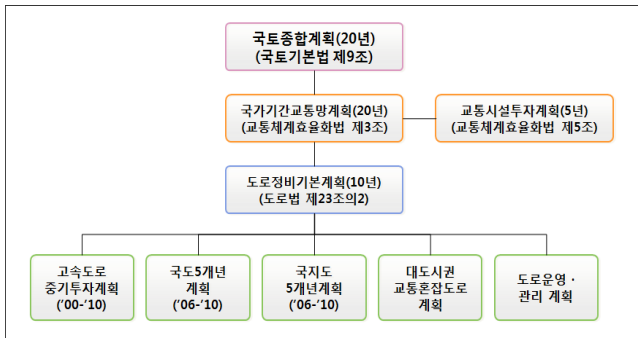 국토종합계획(20년)
(국토기본법 제9조)
국가기간교통망계획(20년)
(교통체계효율화법 제3조)
교통시설투자계획(5년)
(교통체계효율화법 제5조)
도로정비기본계획(10년)
(도로법 제23조의2)
고속도로
중기투자계획
('00-'10)
국도5개년
계획
('06-'10)
국지도
5개년계획
('06-'10)
대도시권
교통혼잡도로
계획
도로운영 ·
관리 계획